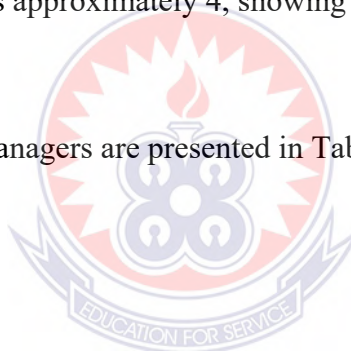 s approximately 4, showing
anagers are presented in Tab
EDUCATION FOR SERVICE